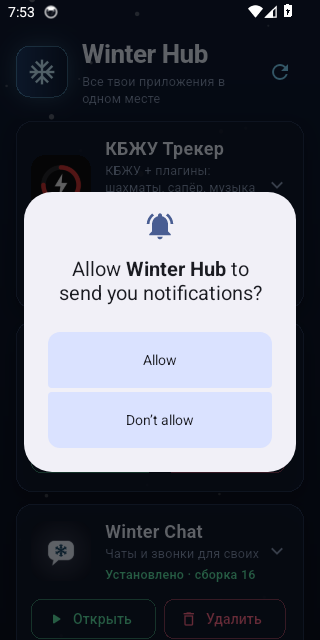 7:53
Winter Hub
Все твои приложения в
одном месте
КБЖУ Трекер
КБЖУ + плагины:
шахматы, сапёр, музыка
Allow Winter Hub to
send you notifications?
Allow
Don't allow
Winter Chat
Чаты и звонки для своих
Установлено · сборка 16
Открыть
Удалить